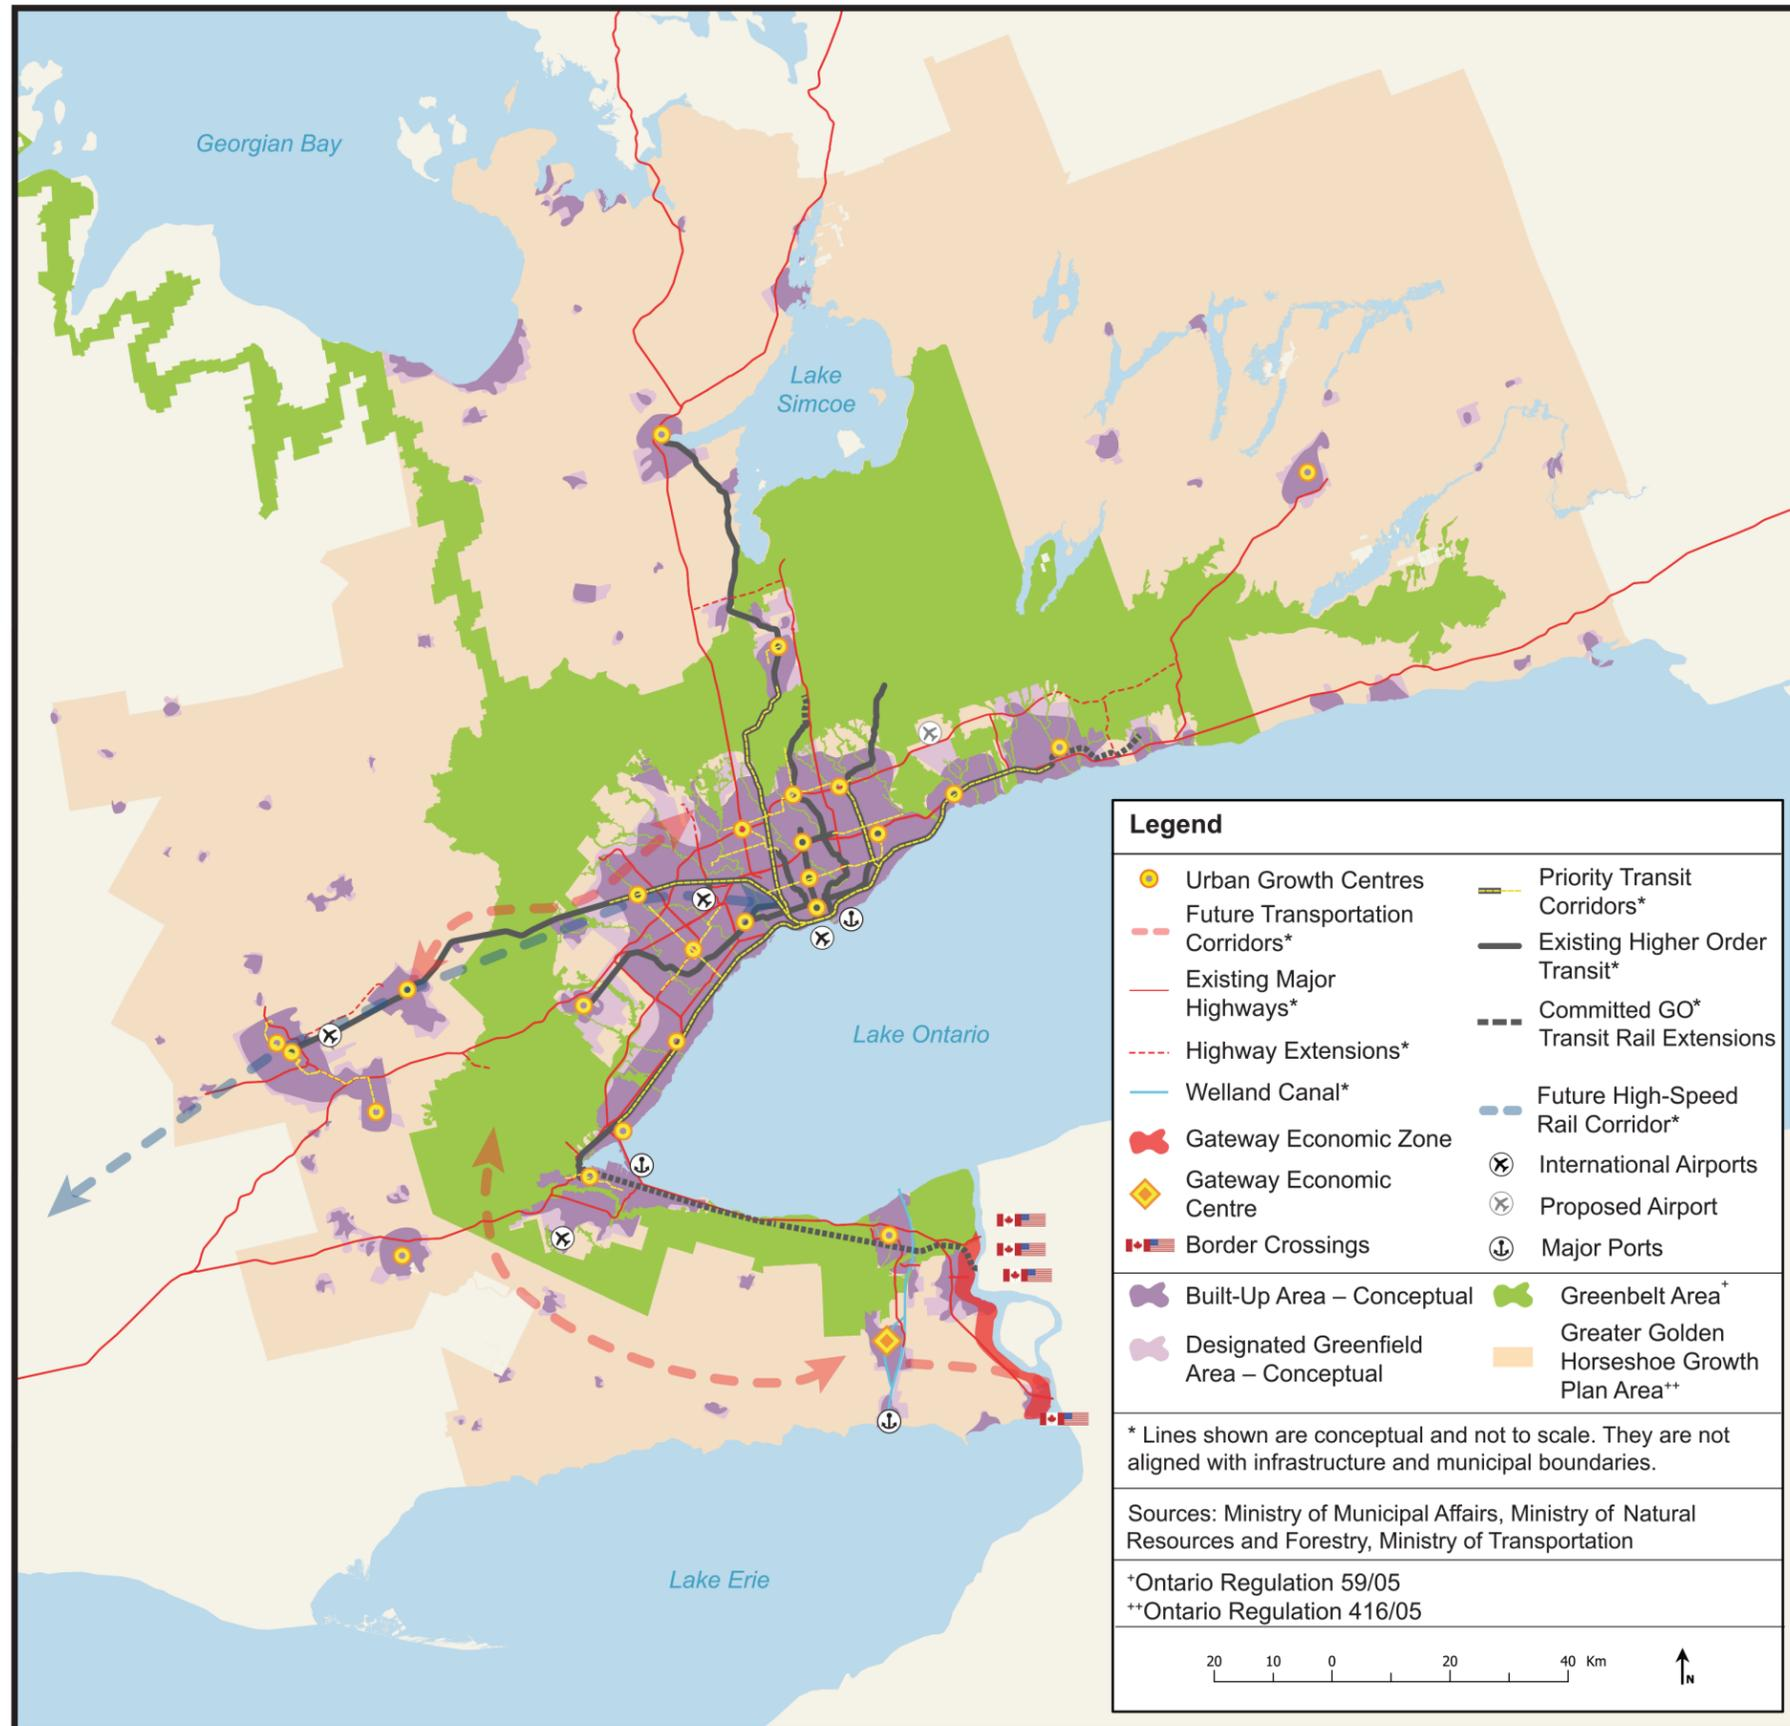 Georgian Bay
Lake
Simcoe
Lake Ontario
Lake Erie
Legend
Urban Growth Centres
Future Transportation
Corridors*
Existing Major
Highways*
Highway Extensions*
Welland Canal*
Gateway Economic Zone
Gateway Economic
Centre
Border Crossings
Priority Transit
Corridors*
Existing Higher Order
Transit*
Committed GO*
Transit Rail Extensions
Future High-Speed
Rail Corridor*
International Airports
Proposed Airport
Major Ports
Built-Up Area – Conceptual
Designated Greenfield
Area – Conceptual
Greenbelt Area+
Greater Golden
Horseshoe Growth
Plan Area++
* Lines shown are conceptual and not to scale. They are not
aligned with infrastructure and municipal boundaries.
Sources: Ministry of Municipal Affairs, Ministry of Natural
Resources and Forestry, Ministry of Transportation
+Ontario Regulation 59/05
++Ontario Regulation 416/05
20 10 0 20 40 Km
N